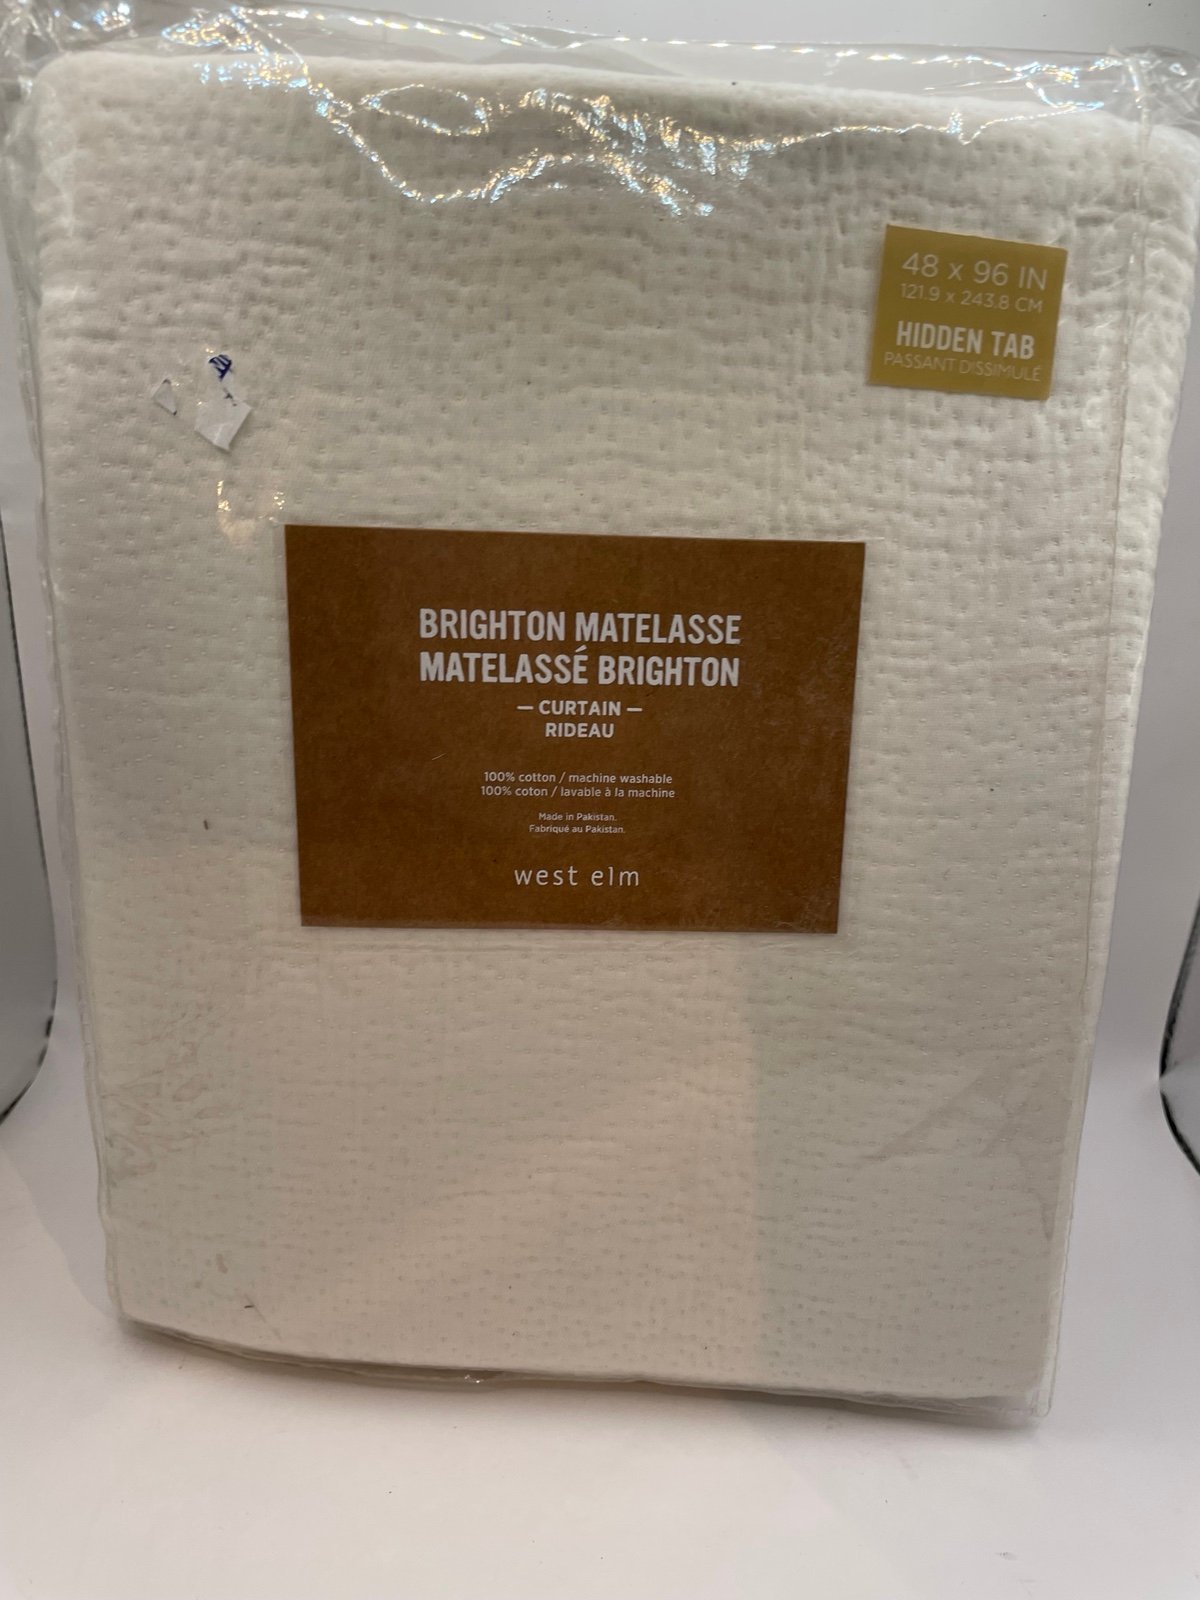 48 x 96 IN
121.9 x 243.8 CM
HIDDEN TAB
PASSANT DISSIMULÉ
BRIGHTON MATELASSE
MATELASSÉ BRIGHTON
— CURTAIN —
RIDEAU
100% cotton / machine washable
100% coton / lavable à la machine
Made in Pakistan.
Fabriqué au Pakistan.
west elm